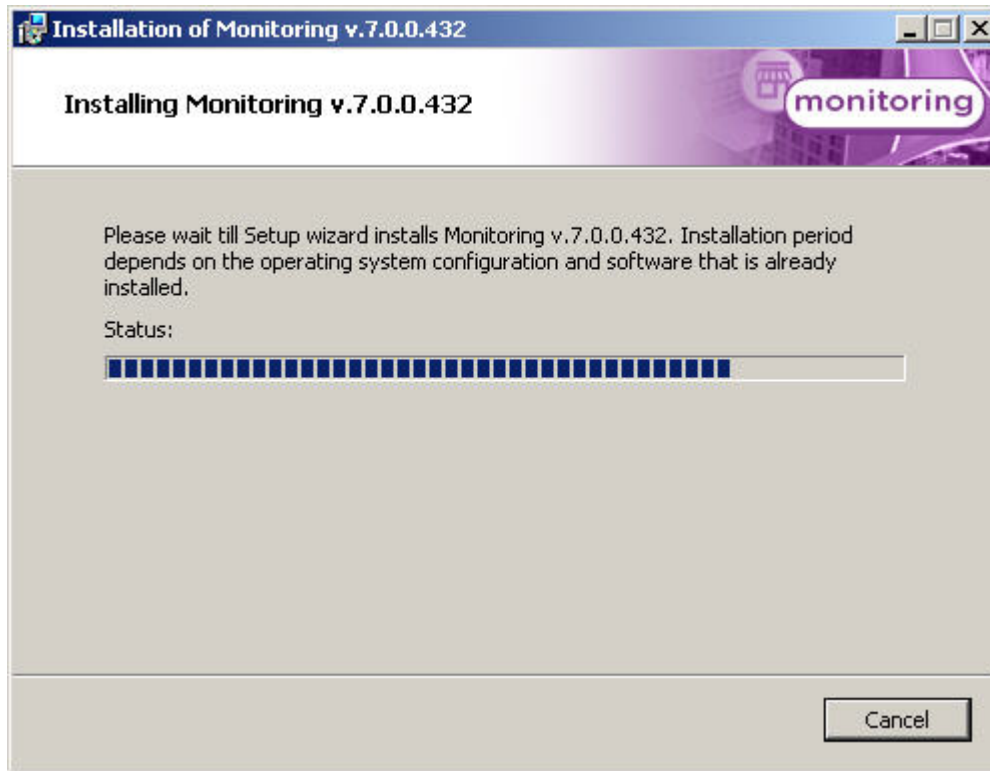 Installation of Monitoring v.7.0.0.432
Installing Monitoring v.7.0.0.432
monitoring
Please wait till Setup wizard installs Monitoring v.7.0.0.432. Installation period
depends on the operating system configuration and software that is already
installed.
Status:
Cancel